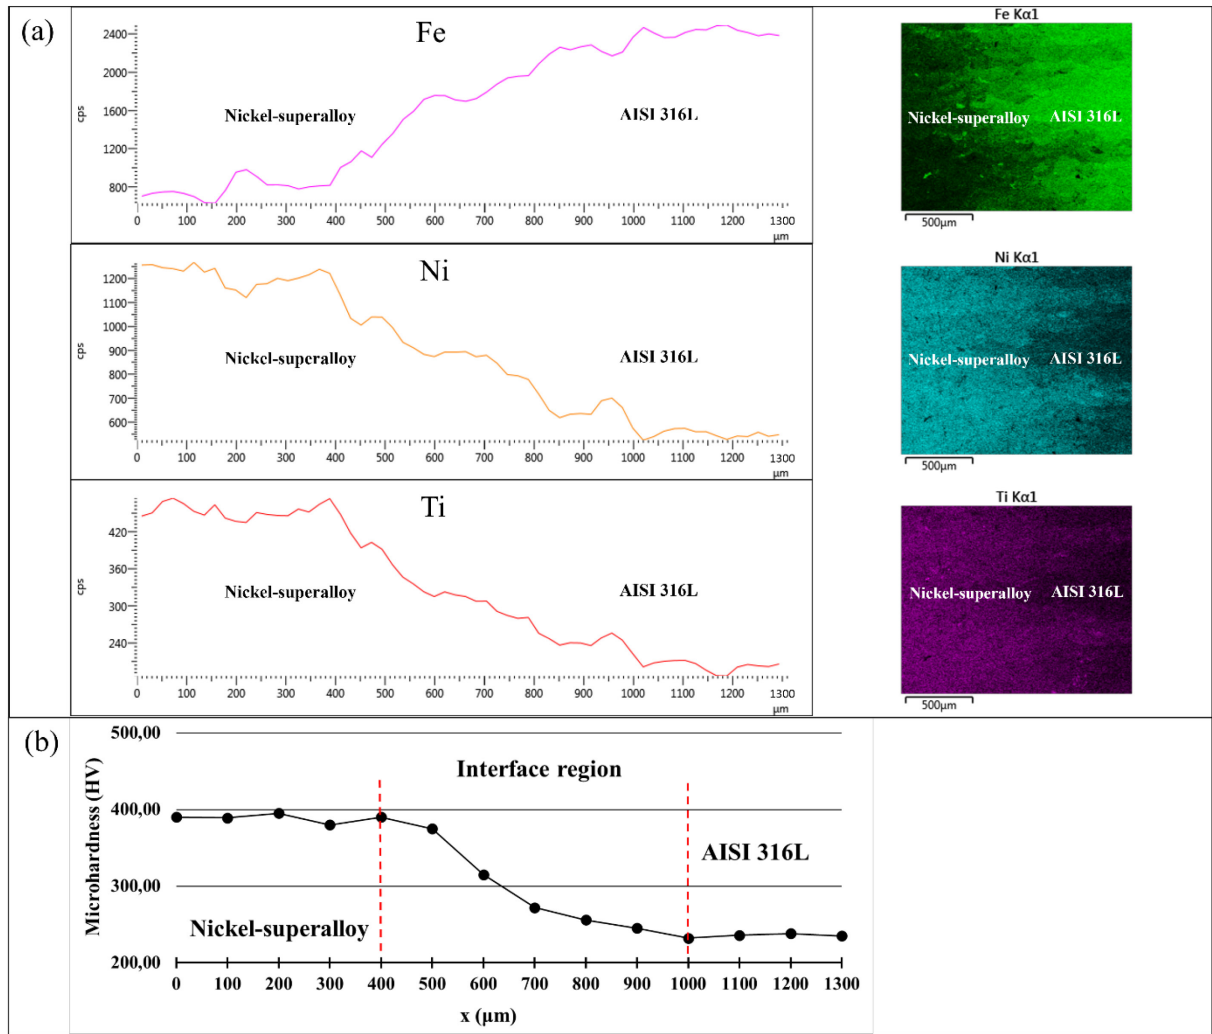 (a)
Fe
2400
2000
1600
1200
800
cps
Nickel-superalloy
AISI 316L
0 100 200 300 400 500 600 700 800 900 1000 1100 1200 1300
µm
Fe Kα1
Nickel-superalloy AISI 316L
500µm
Ni
1200
1100
1000
900
800
700
600
cps
Nickel-superalloy
AISI 316L
0 100 200 300 400 500 600 700 800 900 1000 1100 1200 1300
µm
Ni Kα1
Nickel-superalloy AISI 316L
500µm
Ti
420
360
300
240
cps
Nickel-superalloy
AISI 316L
0 100 200 300 400 500 600 700 800 900 1000 1100 1200 1300
µm
Ti Kα1
Nickel-superalloy AISI 316L
500µm
(b)
Microhardness (HV)
500,00
400,00
300,00
200,00
Interface region
AISI 316L
Nickel-superalloy
0 100 200 300 400 500 600 700 800 900 1000 1100 1200 1300
x (µm)